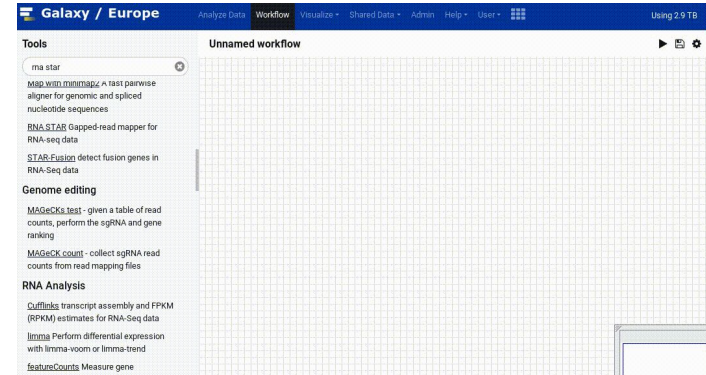 Galaxy / Europe
Analyze Data Workflow Visualize Shared Data Admin Help User
Using 2.9 TB
Tools
Unnamed workflow
rna star
Map with minimap2 A fast pairwise
aligner for genomic and spliced
nucleotide sequences
RNA STAR Gapped-read mapper for
RNA-seq data
STAR-Fusion detect fusion genes in
RNA-Seq data
Genome editing
MAGeCKs test - given a table of read
counts, perform the sgRNA and gene
ranking
MAGeCK count - collect sgRNA read
counts from read mapping files
RNA Analysis
Cufflinks transcript assembly and FPKM
(RPKM) estimates for RNA-Seq data
limma Perform differential expression
with limma-voom or limma-trend
featureCounts Measure gene